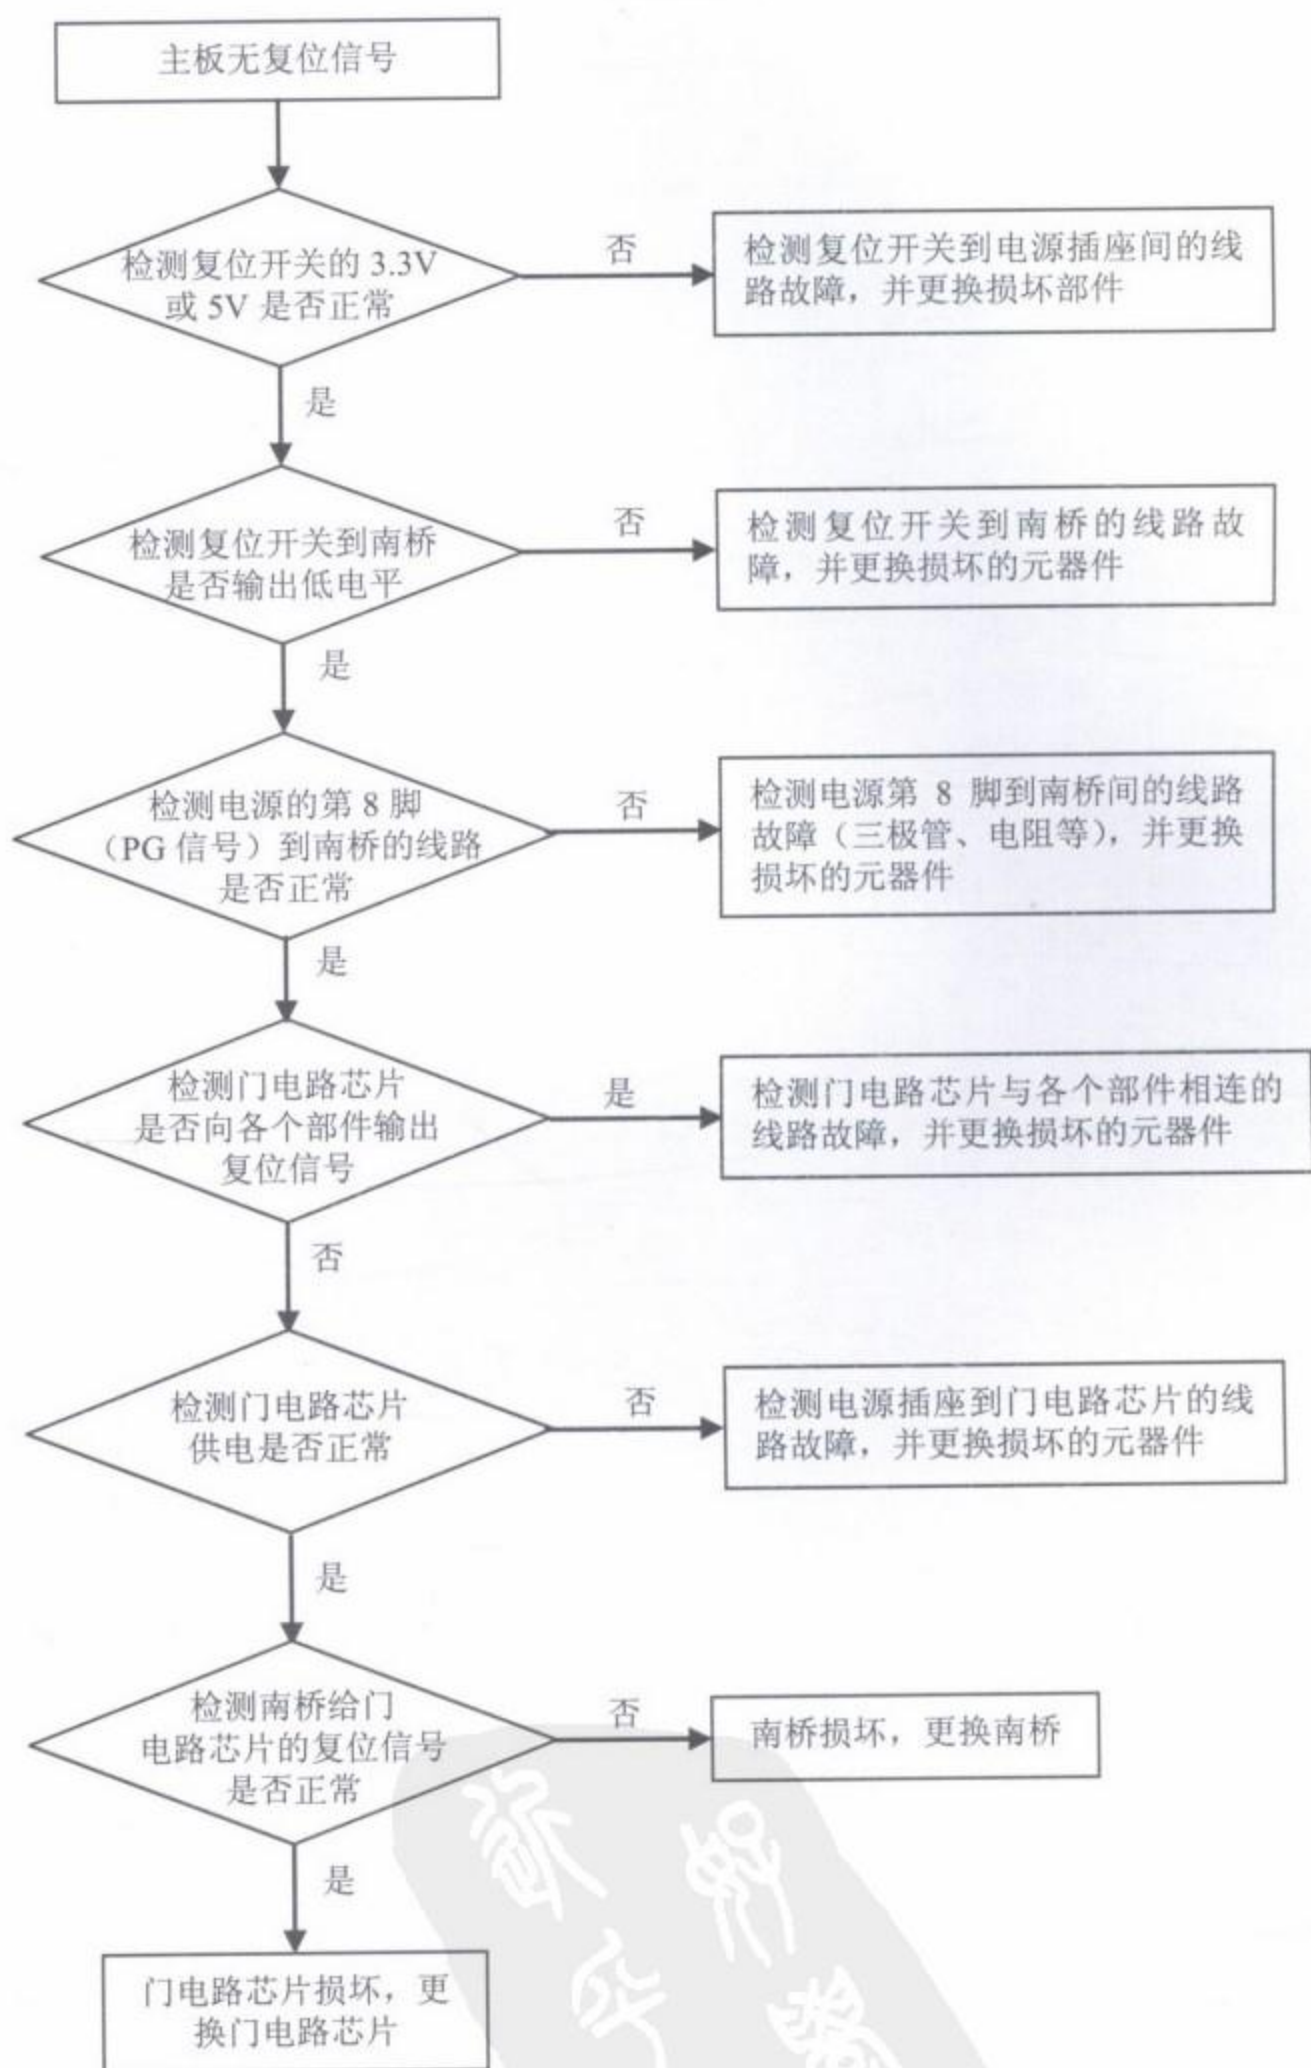 主板无复位信号
检测复位开关的 3.3V
或 5V 是否正常
否
检测复位开关到电源插座间的线
路故障，并更换损坏部件
是
检测复位开关到南桥
是否输出低电平
否
检测复位开关到南桥的线路故
障，并更换损坏的元器件
是
检测电源的第 8 脚
（PG 信号）到南桥的线路
是否正常
否
检测电源第 8 脚到南桥间的线路
故障（三极管、电阻等），并更换
损坏的元器件
是
检测门电路芯片
是否向各个部件输出
复位信号
是
检测门电路芯片与各个部件相连的
线路故障，并更换损坏的元器件
否
检测门电路芯片
供电是否正常
否
检测电源插座到门电路芯片的线
路故障，并更换损坏的元器件
是
检测南桥给门
电路芯片的复位信号
是否正常
否
南桥损坏，更换南桥
是
门电路芯片损坏，更
换门电路芯片